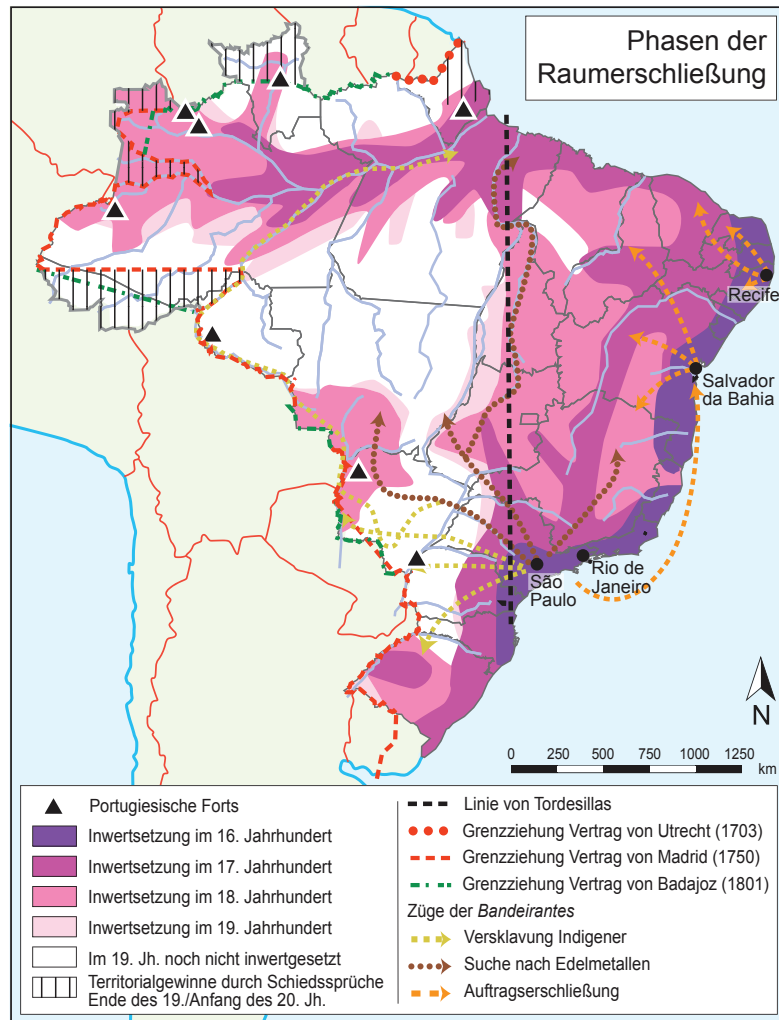 Phasen der
Raumerschließung
Recife
Salvador
da Bahia
Rio de
Janeiro
São
Paulo
N
0 250 500 750 1000 1250
km
Portugiesische Forts
Inwertsetzung im 16. Jahrhundert
Inwertsetzung im 17. Jahrhundert
Inwertsetzung im 18. Jahrhundert
Inwertsetzung im 19. Jahrhundert
Im 19. Jh. noch nicht inwertgesetzt
Territorialgewinne durch Schiedssprüche
Ende des 19./Anfang des 20. Jh.
Linie von Tordesillas
Grenzziehung Vertrag von Utrecht (1703)
Grenzziehung Vertrag von Madrid (1750)
Grenzziehung Vertrag von Badajoz (1801)
Züge der Bandeirantes
Versklavung Indigener
Suche nach Edelmetallen
Auftragserschließung